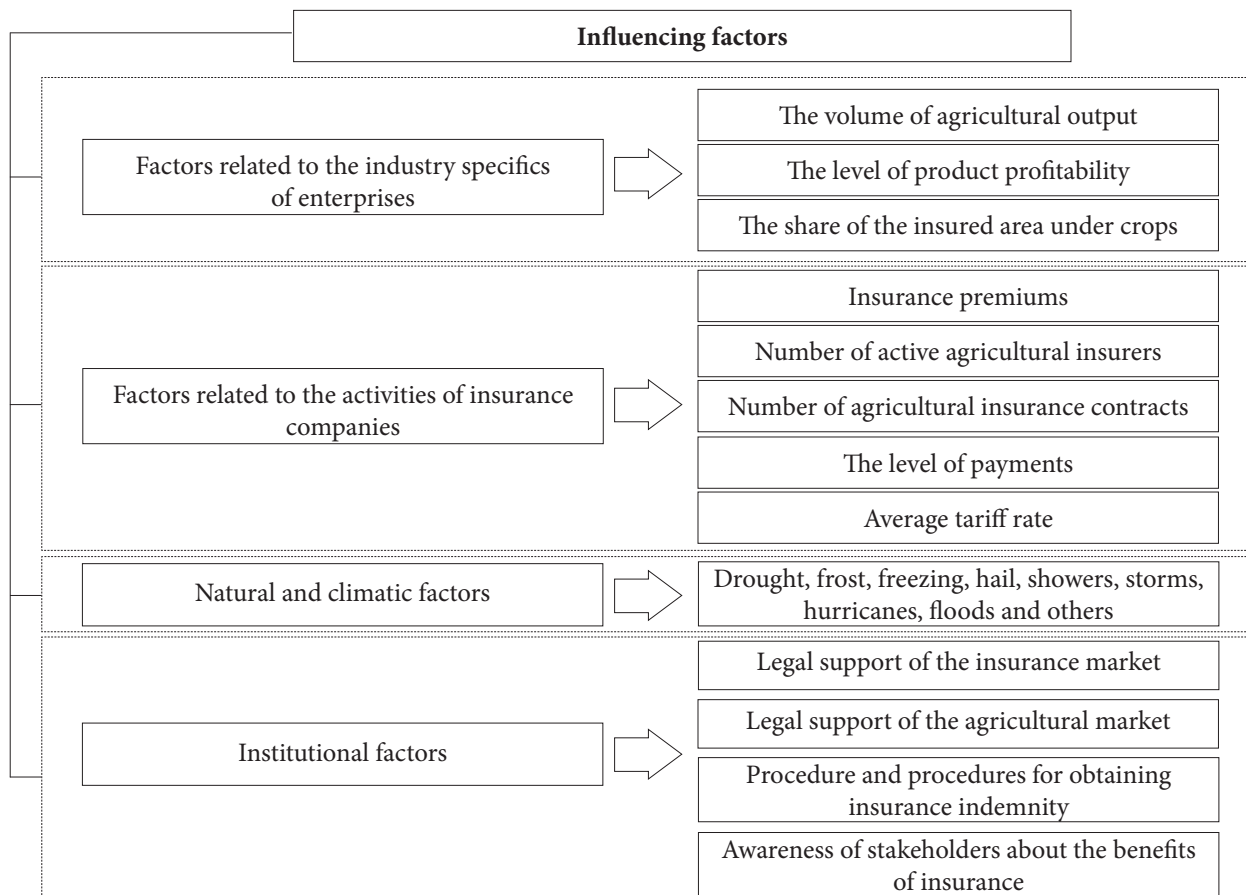 Influencing factors
Factors related to the industry specifics
of enterprises
The volume of agricultural output
The level of product profitability
The share of the insured area under crops
Factors related to the activities of insurance
companies
Insurance premiums
Number of active agricultural insurers
Number of agricultural insurance contracts
The level of payments
Average tariff rate
Natural and climatic factors
Drought, frost, freezing, hail, showers, storms,
hurricanes, floods and others
Institutional factors
Legal support of the insurance market
Legal support of the agricultural market
Procedure and procedures for obtaining
insurance indemnity
Awareness of stakeholders about the benefits
of insurance